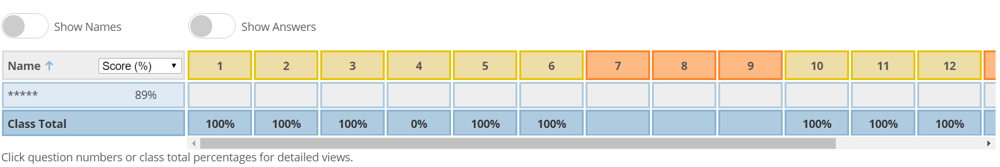 Show Names Show Answers
Name ↑ Score (%) ▼ 1 2 3 4 5 6 7 8 9 10 11 12
***** 89%
Class Total 100% 100% 100% 0% 100% 100% 100% 100% 100%
Click question numbers or class total percentages for detailed views.